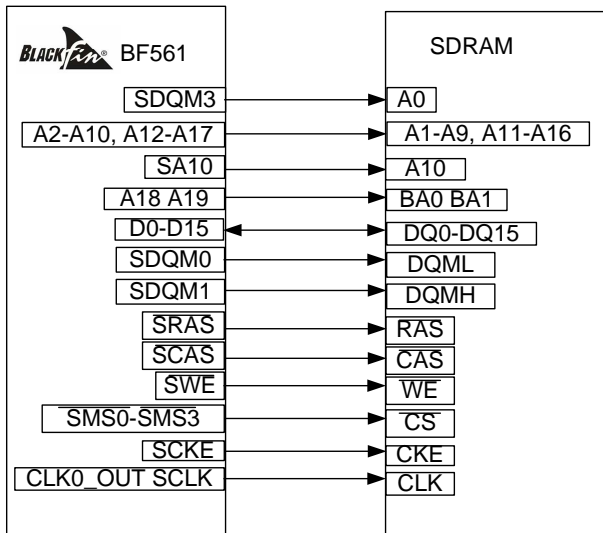 BLACKfin® BF561
SDRAM
SDQM3 A0
A2-A10, A12-A17 A1-A9, A11-A16
SA10 A10
A18 A19 BA0 BA1
D0-D15 DQ0-DQ15
SDQM0 DQML
SDQM1 DQMH
SRAS RAS
SCAS CAS
SWE WE
SMS0-SMS3 CS
SCKE CKE
CLK0_OUT SCLK CLK